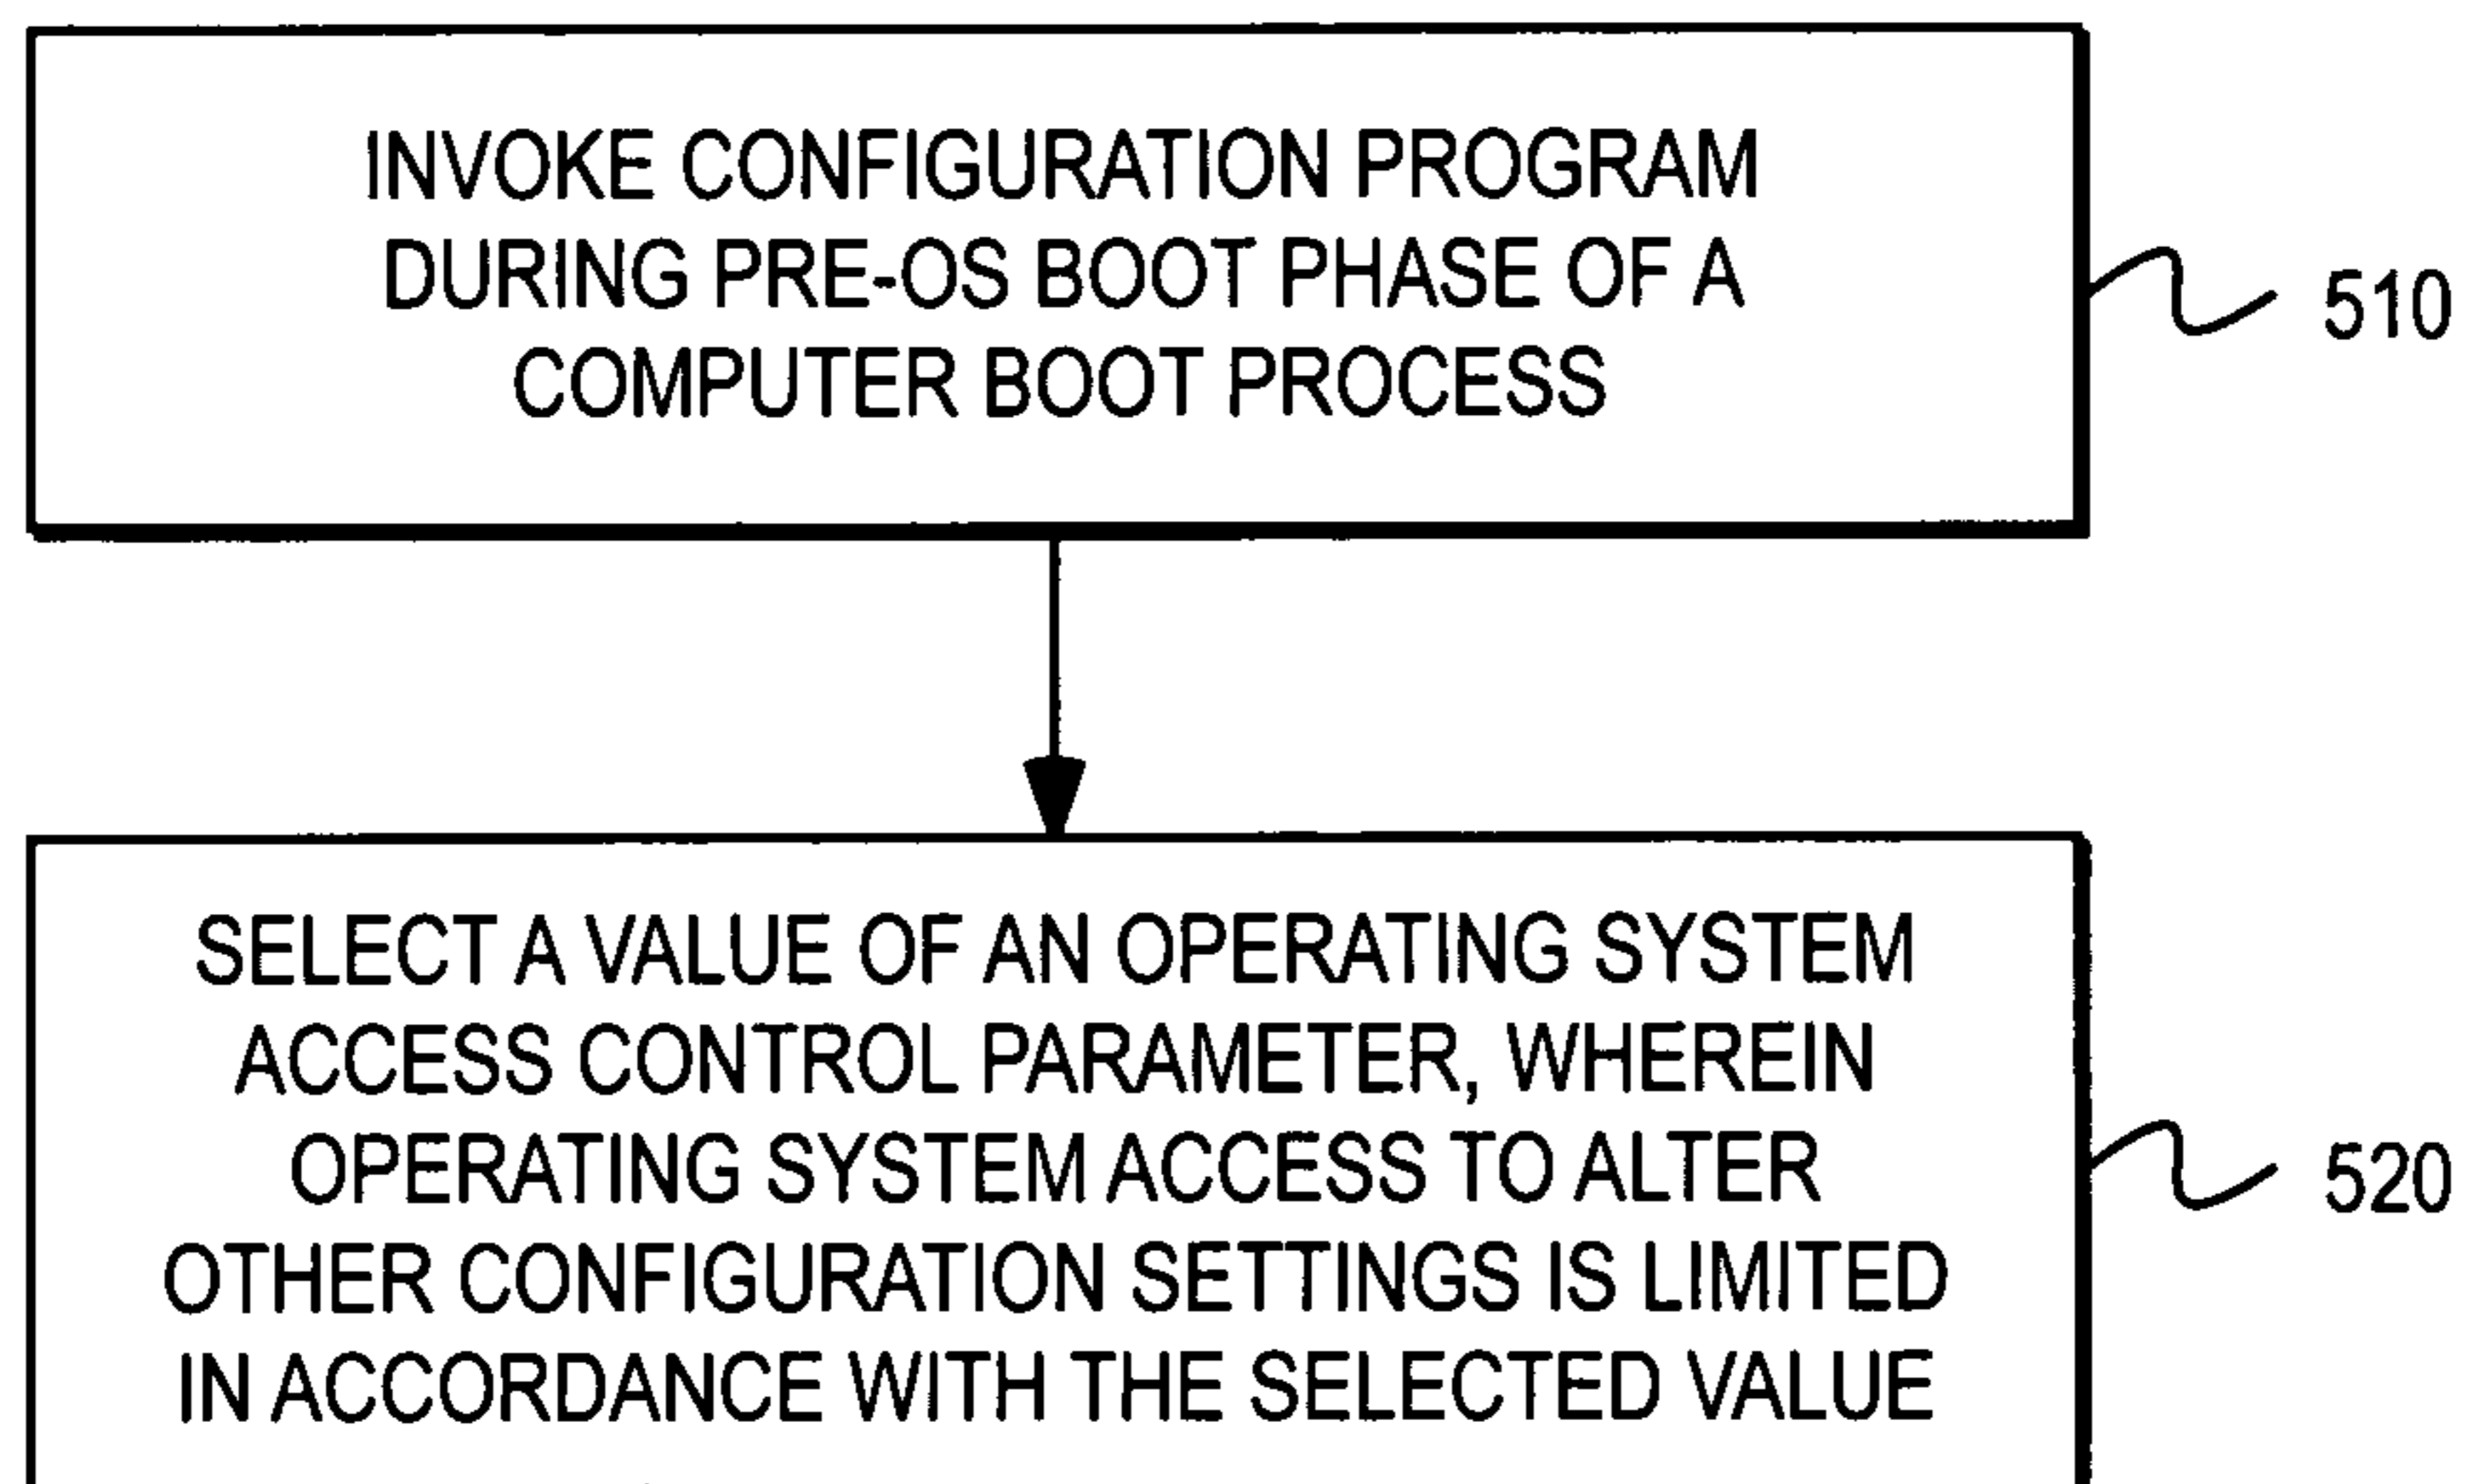 INVOKE CONFIGURATION PROGRAM
DURING PRE-OS BOOT PHASE OF A
COMPUTER BOOT PROCESS
510
SELECT A VALUE OF AN OPERATING SYSTEM
ACCESS CONTROL PARAMETER, WHEREIN
OPERATING SYSTEM ACCESS TO ALTER
OTHER CONFIGURATION SETTINGS IS LIMITED
IN ACCORDANCE WITH THE SELECTED VALUE
520